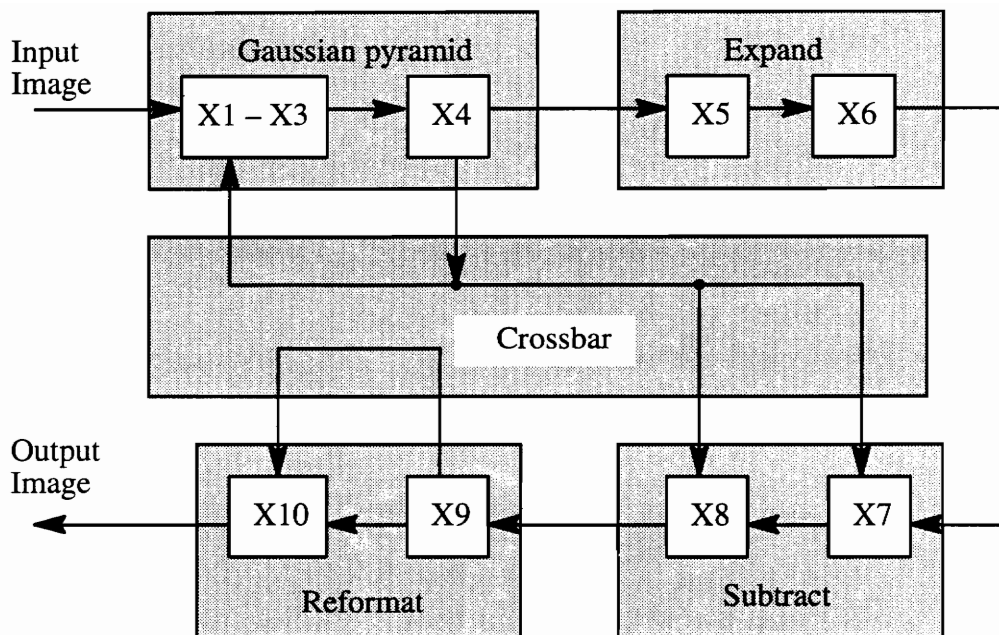 Input
Image
Gaussian pyramid
X1 – X3
X4
Expand
X5
X6
Crossbar
Output
Image
X10
X9
Reformat
X8
X7
Subtract